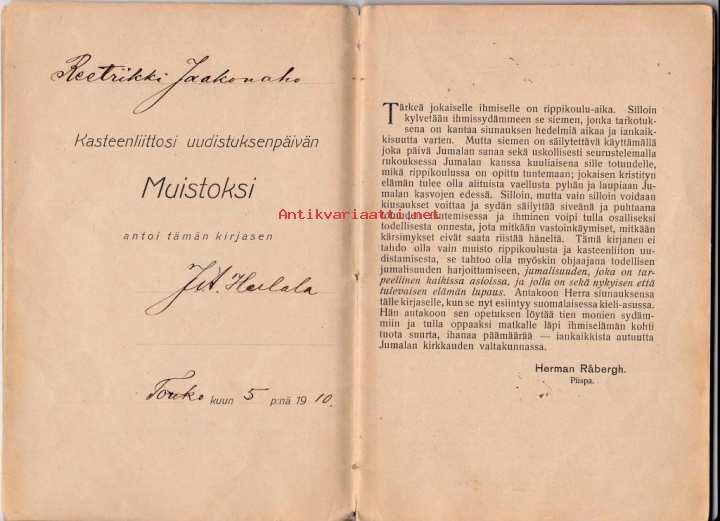 Reetrikki Jaakonaho
Kasteenliittosi uudistuksenpäivän
Muistoksi
antoi tämän kirjasen
Touko kuun 5 p:nä 1910.
Tärkeä jokaiselle ihmiselle on rippikoulu-aika. Silloin
kylvetään ihmissydämmeen se siemen, jonka tarkotuk-
sena on kantaa siunauksen hedelmiä aikaa ja iankaik-
kisuutta varten. Mutta siemen on säilytettävä käyttämällä
joka päivä Jumalan sanaa sekä uskollisesti seurustelemalla
rukouksessa Jumalan kanssa kuuliaisena sille totuudelle,
mikä rippikoulussa on opittu tuntemaan; jokaisen kristityn
elämän tulee olla alituista vaellusta pyhän ja laupiaan Ju-
malan kasvojen edessä. Silloin, mutta vain silloin voidaan
kiusaukset voittaa ja sydän säilyttää siveänä ja puhtaana
totuuden tuntemisessa ja ihminen voipi tulla osalliseksi
todellisesta onnesta, jota mitkään vastoinkäymiset, mitkään
kärsimykset eivät saata riistää häneltä. Tämä kirjanen ei
tahdo olla vain muisto rippikoulusta ja kasteenliiton uu-
distamisesta, se tahtoo olla myöskin ohjaajana todellisen
jumalisuuden harjoittamiseen, jumalisuuden, joka on tar-
peellinen kaikissa asioissa, ja jolla on sekä nykyisen että
tulevaisen elämän lupaus. Antakoon Herra siunauksensa
tälle kirjaselle, kun se nyt esiintyy suomalaisessa kieli-asussa.
Hän antakoon sen opetuksen löytää tien monien sydäm-
miin ja tulla oppaaksi matkalle läpi ihmiselämän kohti
tuota suurta, ihanaa päämäärää — iankaikkista autuutta
Jumalan kirkkauden valtakunnassa.
Herman Råbergh.
Piispa.
Antikvariaatti.net